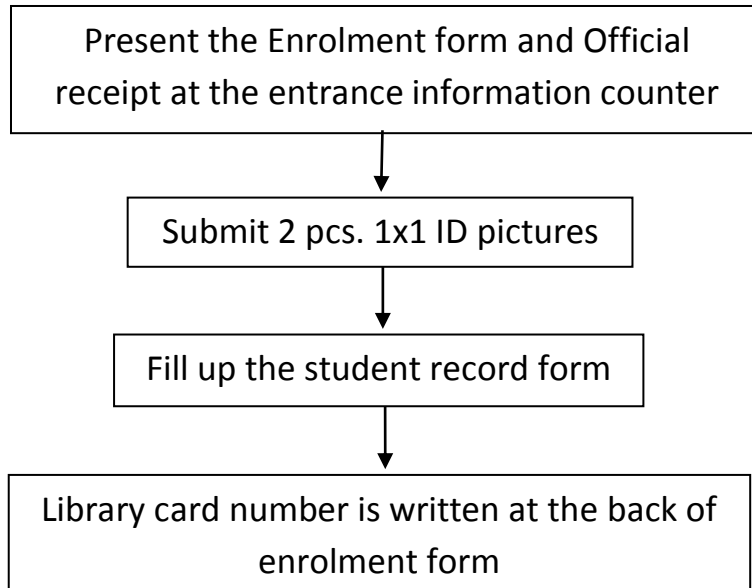 Present the Enrolment form and Official
receipt at the entrance information counter
Submit 2 pcs. 1x1 ID pictures
Fill up the student record form
Library card number is written at the back of
enrolment form